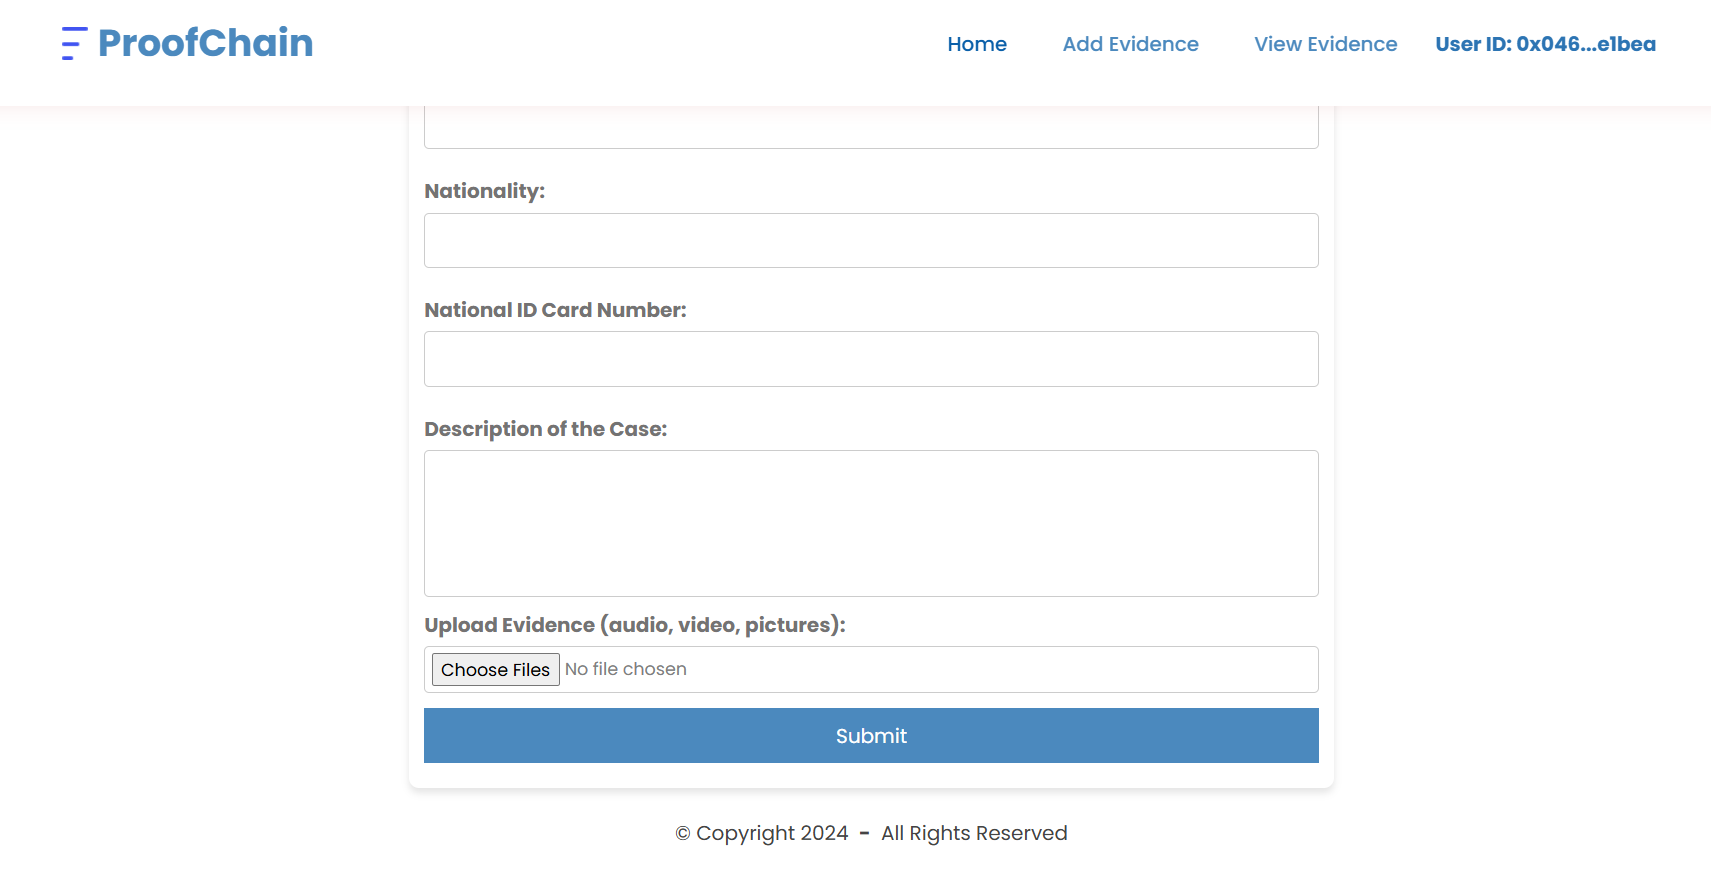 ProofChain
Home Add Evidence View Evidence User ID: 0x046...e1bea
Nationality:
National ID Card Number:
Description of the Case:
Upload Evidence (audio, video, pictures):
Choose Files No file chosen
Submit
© Copyright 2024 - All Rights Reserved